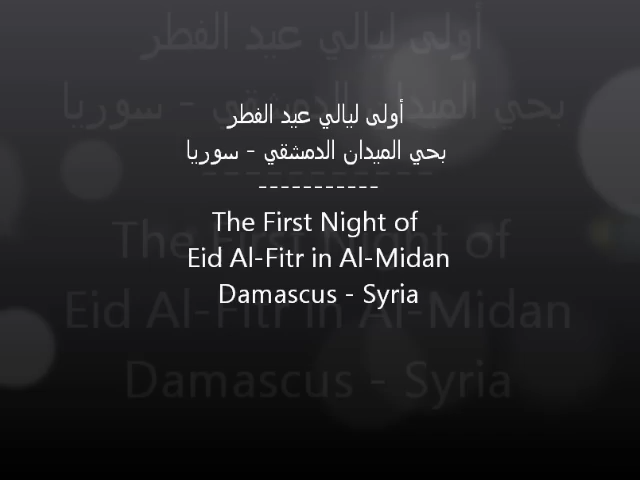 أولى ليالي عيد الفطر
بحي الميدان الدمشقي - سوريا
-----------
The First Night of
Eid Al-Fitr in Al-Midan
Damascus - Syria